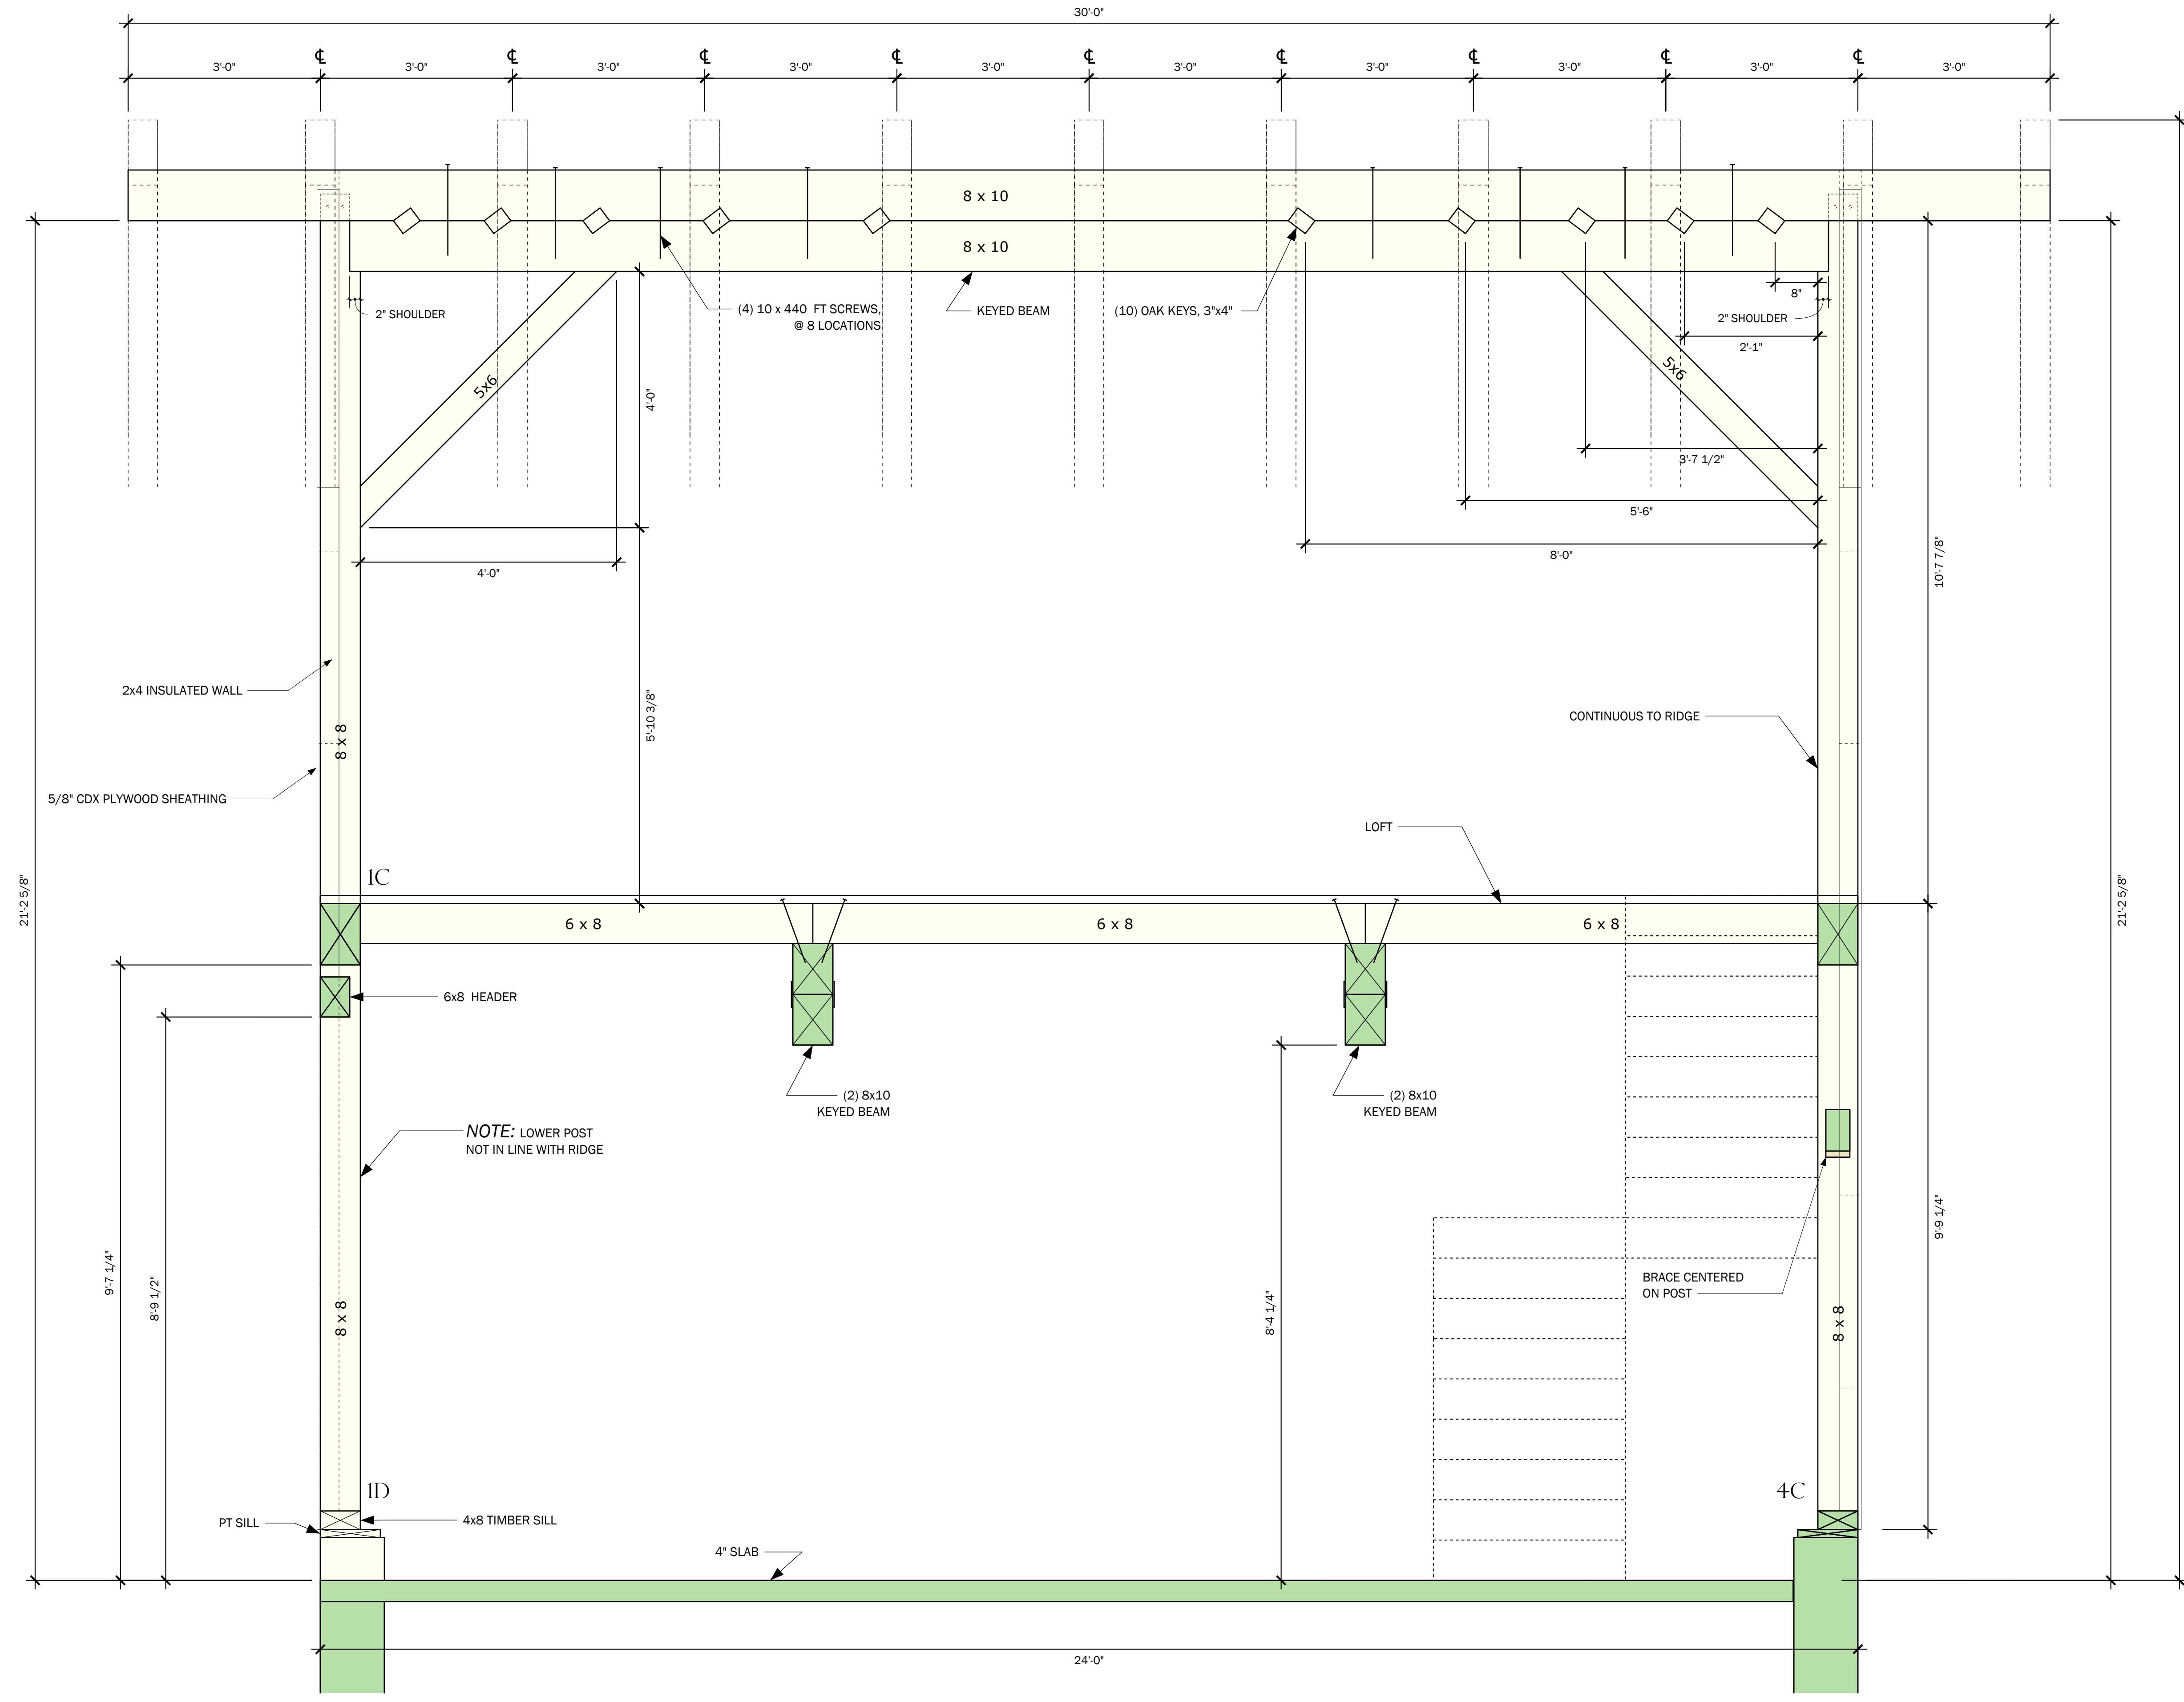 30'-0"
℄ ℄ ℄ ℄ ℄ ℄ ℄ ℄ ℄
3'-0" 3'-0" 3'-0" 3'-0" 3'-0" 3'-0" 3'-0" 3'-0" 3'-0" 3'-0"
8 x 10
8 x 10
2" SHOULDER
(4) 10 x 440 FT SCREWS,
@ 8 LOCATIONS
KEYED BEAM
(10) OAK KEYS, 3"x4"
8"
2" SHOULDER
2'-1"
5x6
5x6
4'-0"
3'-7 1/2"
5'-6"
8'-0"
4'-0"
10'-7 7/8"
2x4 INSULATED WALL
5'-10 3/8"
CONTINUOUS TO RIDGE
8 x 8
5/8" CDX PLYWOOD SHEATHING
LOFT
1C
21'-2 5/8"
21'-2 5/8"
6 x 8
6 x 8
6 x 8
6x8 HEADER
(2) 8x10
KEYED BEAM
(2) 8x10
KEYED BEAM
NOTE: LOWER POST
NOT IN LINE WITH RIDGE
9'-7 1/4"
8'-9 1/2"
8'-4 1/4"
9'-9 1/4"
BRACE CENTERED
ON POST
8 x 8
8 x 8
1D
4C
PT SILL
4x8 TIMBER SILL
4" SLAB
24'-0"